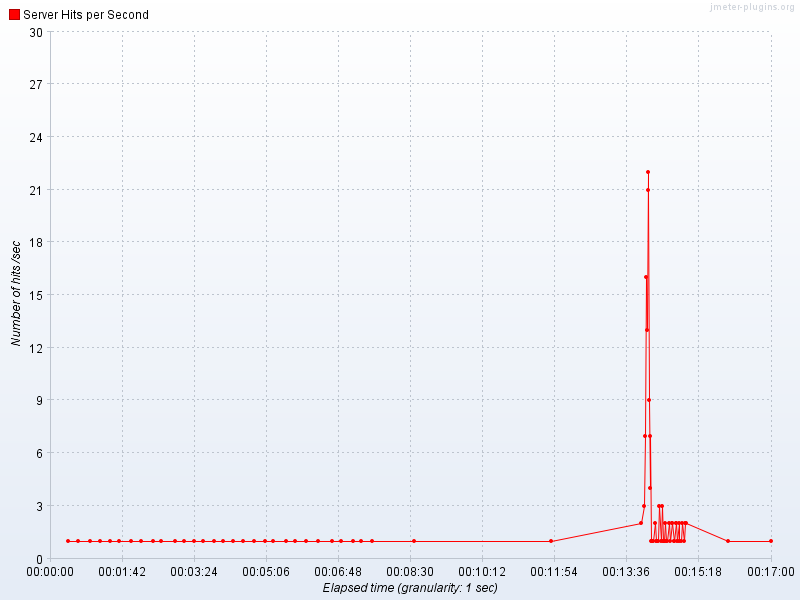 jmeter-plugins.org
Server Hits per Second
30
27
24
21
18
15
12
9
6
3
0
Number of hits /sec
00:00:00 00:01:42 00:03:24 00:05:06 00:06:48 00:08:30 00:10:12 00:11:54 00:13:36 00:15:18 00:17:00
Elapsed time (granularity: 1 sec)